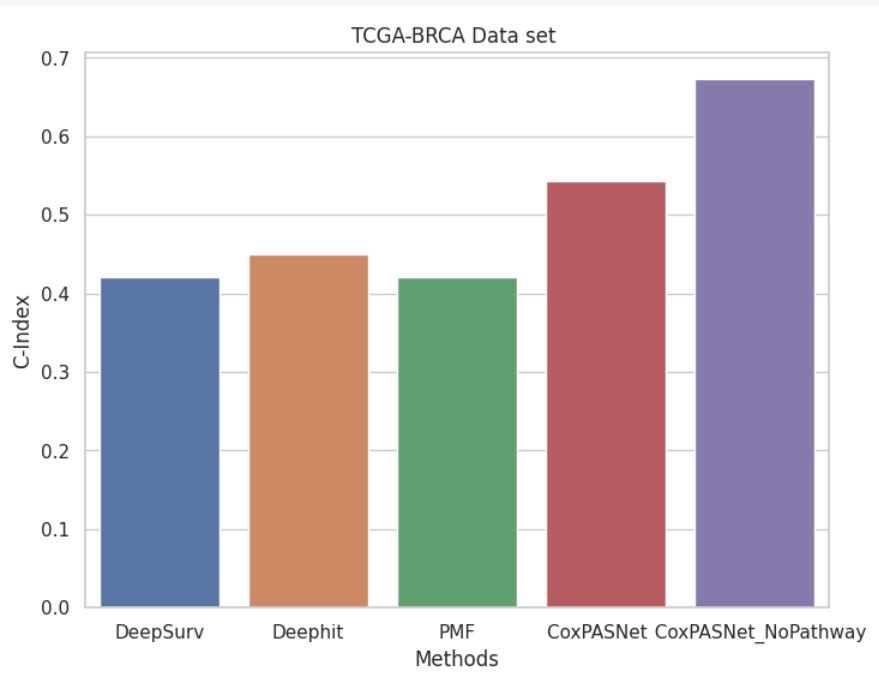 TCGA-BRCA Data set
0.7
0.6
0.5
0.4
0.3
0.2
0.1
0.0
C-Index
DeepSurv Deephit PMF CoxPASNet CoxPASNet_NoPathway
Methods